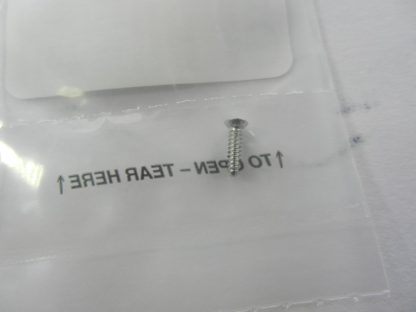 ↑ TO OPEN – TEAR HERE ↑